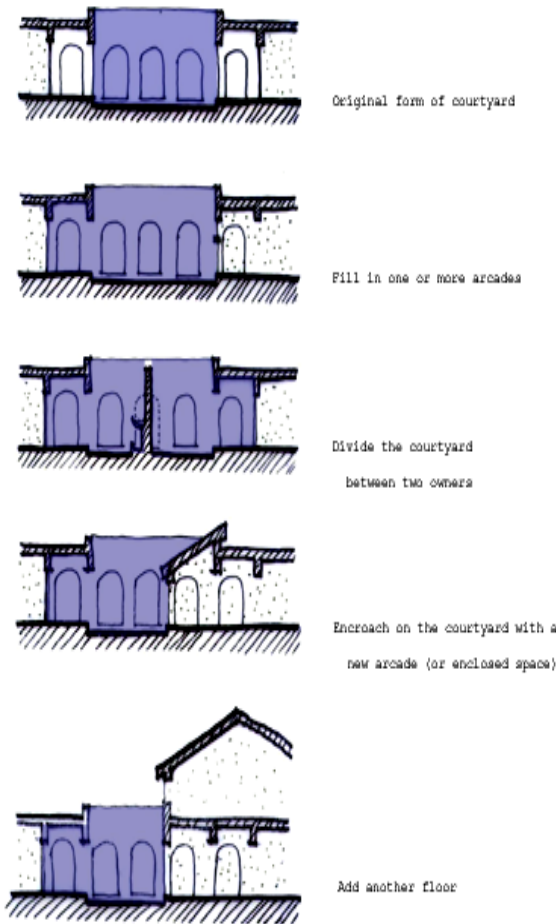 Original form of courtyard
Fill in one or more arcades
Divide the courtyard
between two owners
Encroach on the courtyard with a
new arcade (or enclosed space)
Add another floor